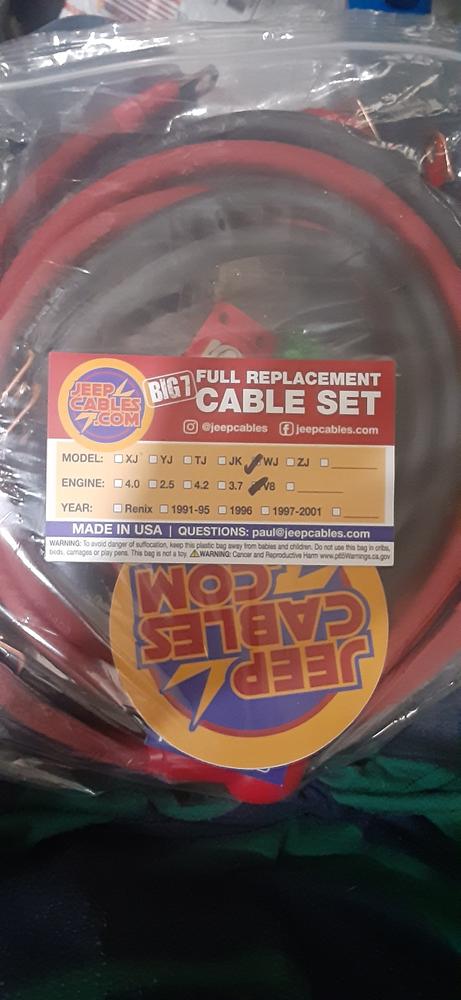 JEEP
CABLES
.COM
BIG 7
FULL REPLACEMENT
CABLE SET
@jeepcables jeepcables.com
MODEL: XJ YJ TJ JK WJ ZJ
ENGINE: 4.0 2.5 4.2 3.7 V8
YEAR: Renix 1991-95 1996 1997-2001
MADE IN USA | QUESTIONS: paul@jeepcables.com
WARNING: To avoid danger of suffocation, keep this plastic bag away from babies and children. Do not use this bag in cribs,
beds, carriages or play pens. This bag is not a toy. WARNING: Cancer and Reproductive Harm www.p65Warnings.ca.gov
JEEP
CABLES
.COM